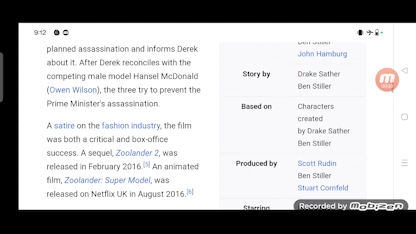 9:12
planned assassination and informs Derek
about it. After Derek reconciles with the
competing male model Hansel McDonald
(Owen Wilson), the three try to prevent the
Prime Minister's assassination.
A satire on the fashion industry, the film
was both a critical and box-office
success. A sequel, Zoolander 2, was
released in February 2016.[5] An animated
film, Zoolander: Super Model, was
released on Netflix UK in August 2016.[6]
Ben Stiller
John Hamburg
Story by
Drake Sather
Ben Stiller
Based on
Characters
created
by Drake Sather
Ben Stiller
Produced by
Scott Rudin
Ben Stiller
Stuart Cornfeld
Starring
Recorded by Mobizen